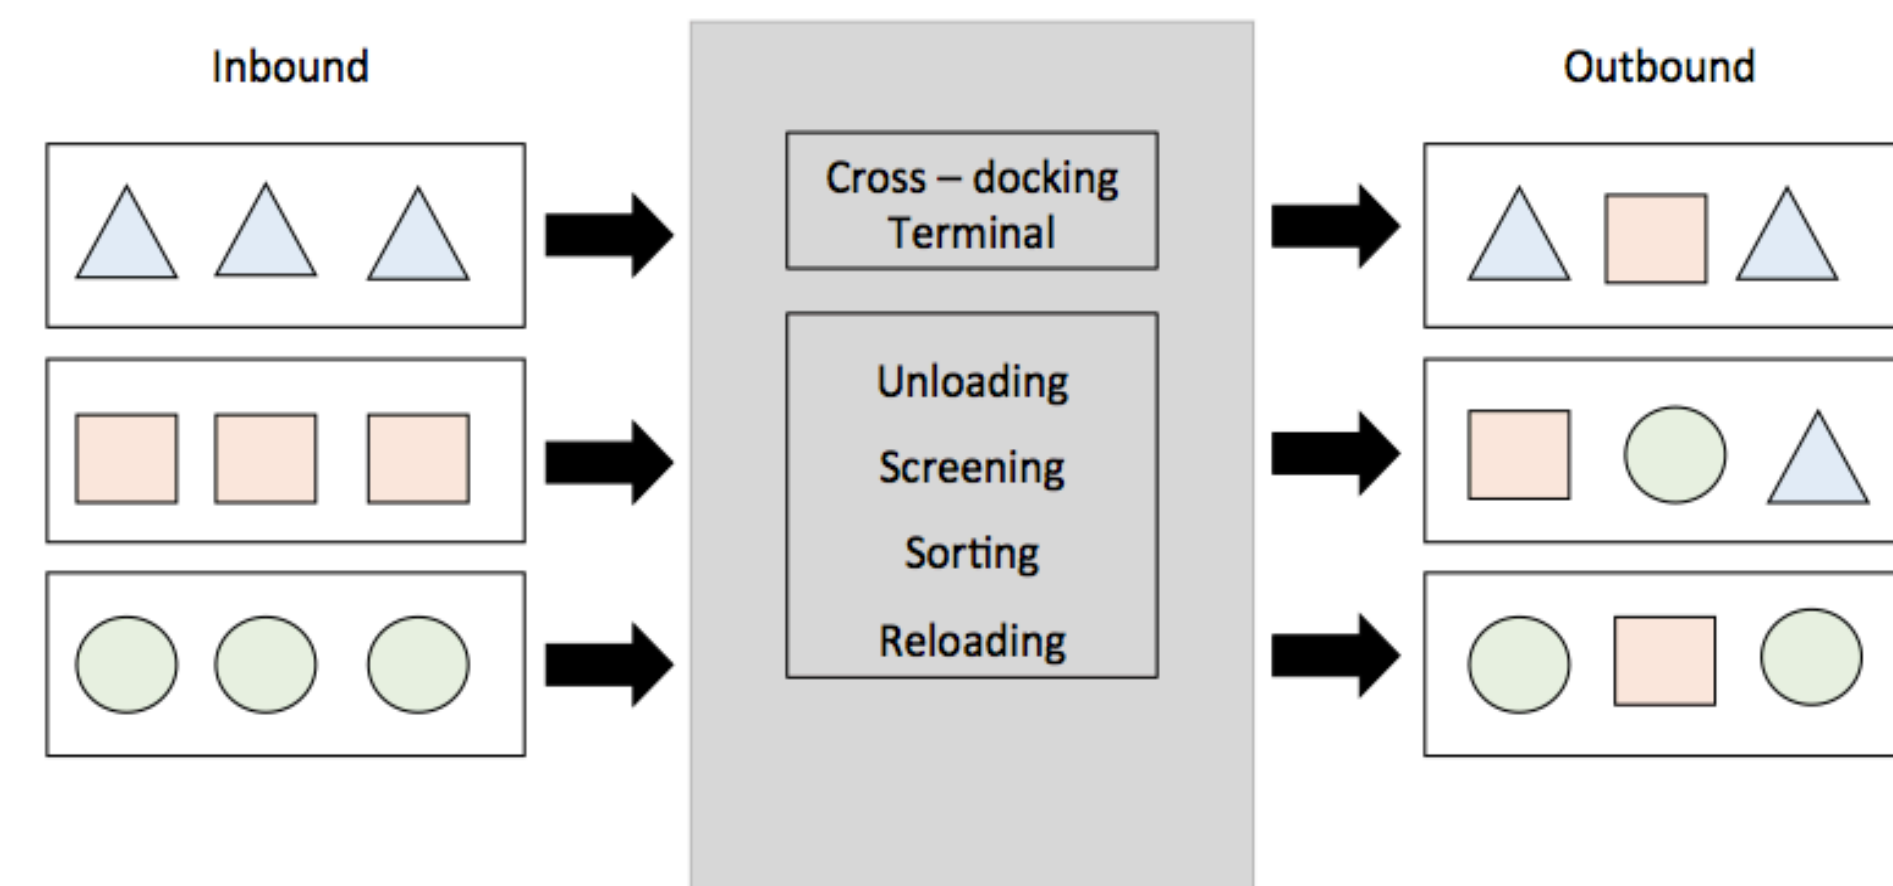 Inbound
Outbound
Cross – docking
Terminal
Unloading
Screening
Sorting
Reloading